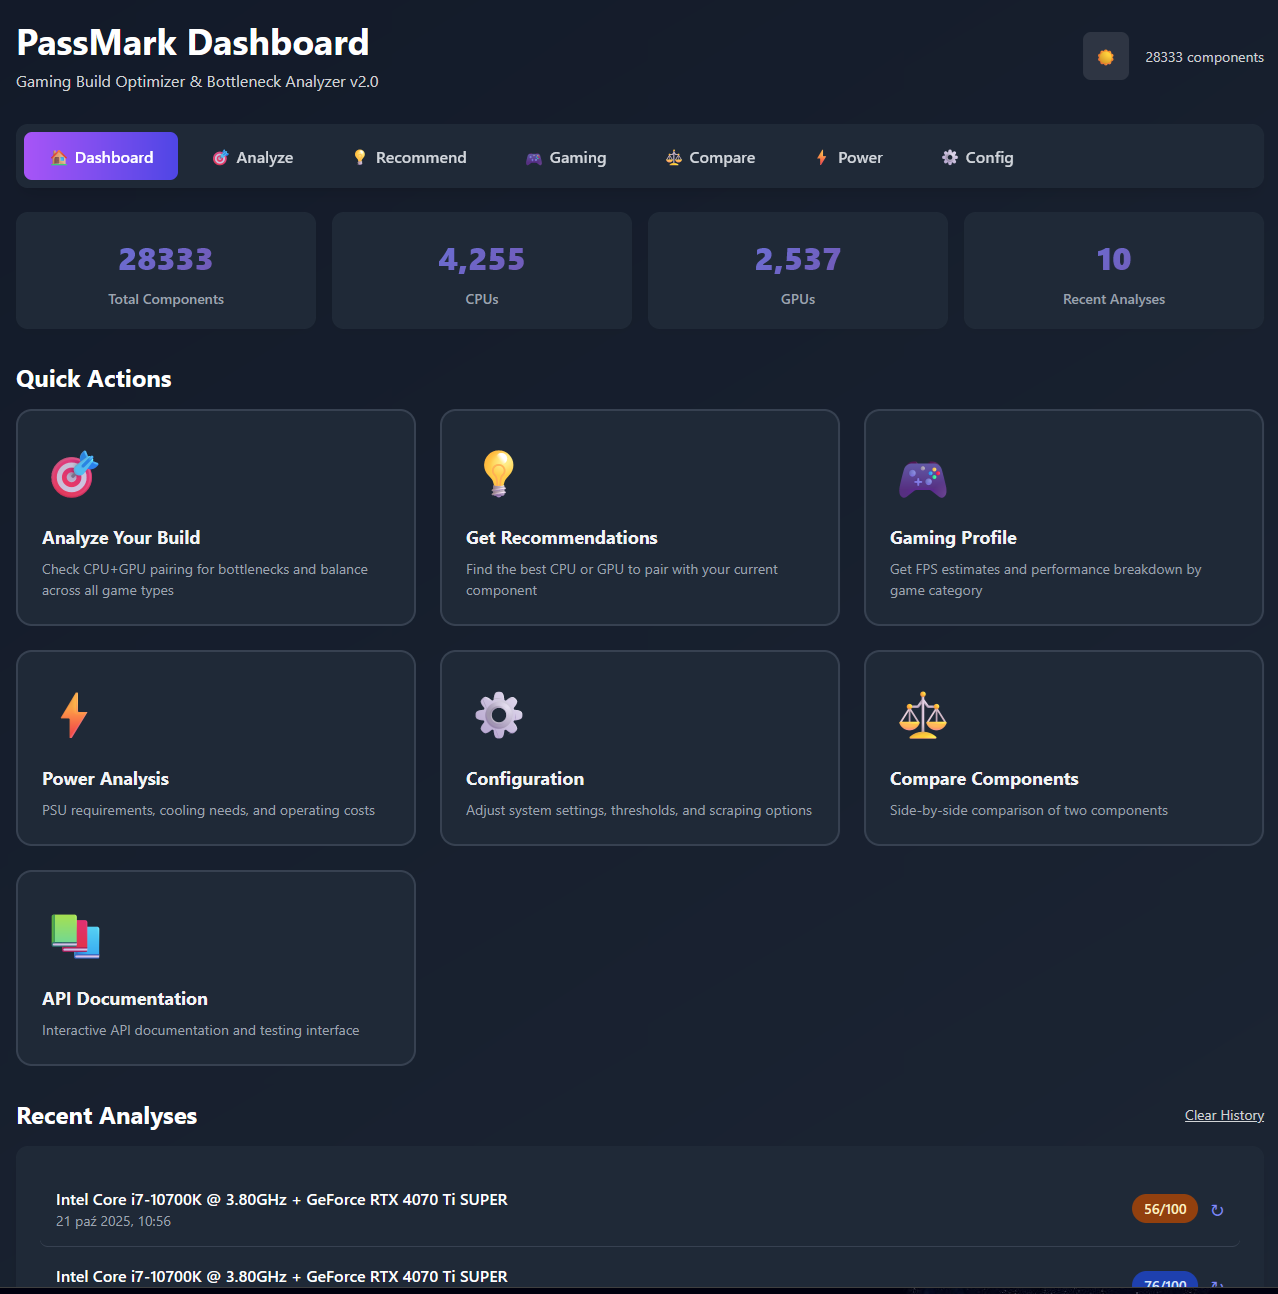 PassMark Dashboard
Gaming Build Optimizer & Bottleneck Analyzer v2.0
28333 components
Dashboard
Analyze
Recommend
Gaming
Compare
Power
Config
28333
Total Components
4,255
CPUs
2,537
GPUs
10
Recent Analyses
Quick Actions
Analyze Your Build
Check CPU+GPU pairing for bottlenecks and balance
across all game types
Get Recommendations
Find the best CPU or GPU to pair with your current
component
Gaming Profile
Get FPS estimates and performance breakdown by
game category
Power Analysis
PSU requirements, cooling needs, and operating costs
Configuration
Adjust system settings, thresholds, and scraping options
Compare Components
Side-by-side comparison of two components
API Documentation
Interactive API documentation and testing interface
Recent Analyses
Clear History
Intel Core i7-10700K @ 3.80GHz + GeForce RTX 4070 Ti SUPER
21 paź 2025, 10:56
56/100
Intel Core i7-10700K @ 3.80GHz + GeForce RTX 4070 Ti SUPER
76/100